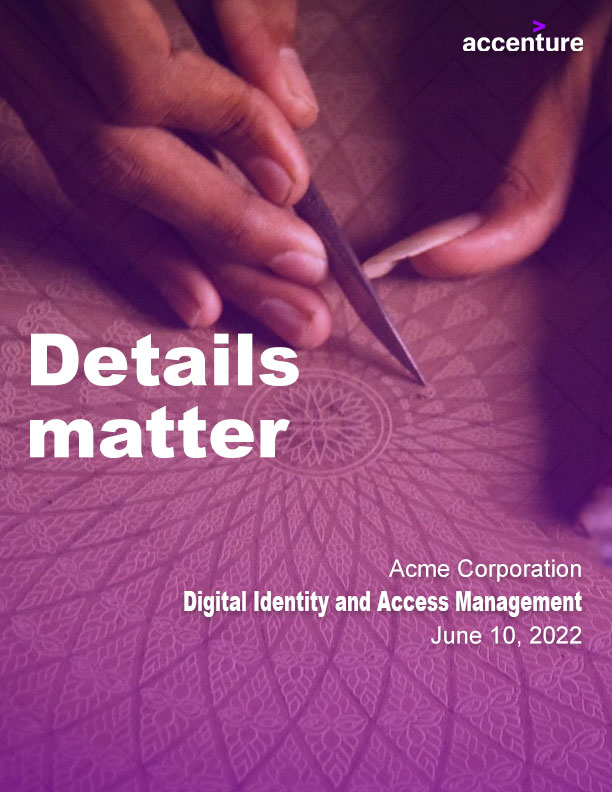 accenture
Details
matter
Acme Corporation
Digital Identity and Access Management
June 10, 2022